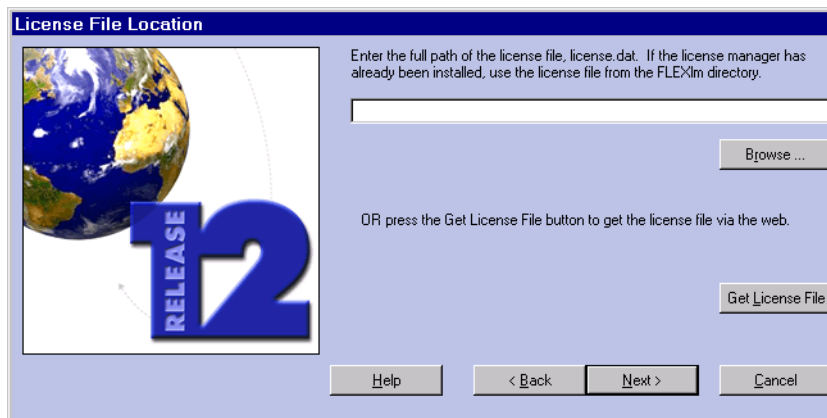 License File Location
Enter the full path of the license file, license.dat. If the license manager has
already been installed, use the license file from the FLEXlm directory.
Browse ...
OR press the Get License File button to get the license file via the web.
RELEASE
12
Get License File
Help
< Back
Next >
Cancel